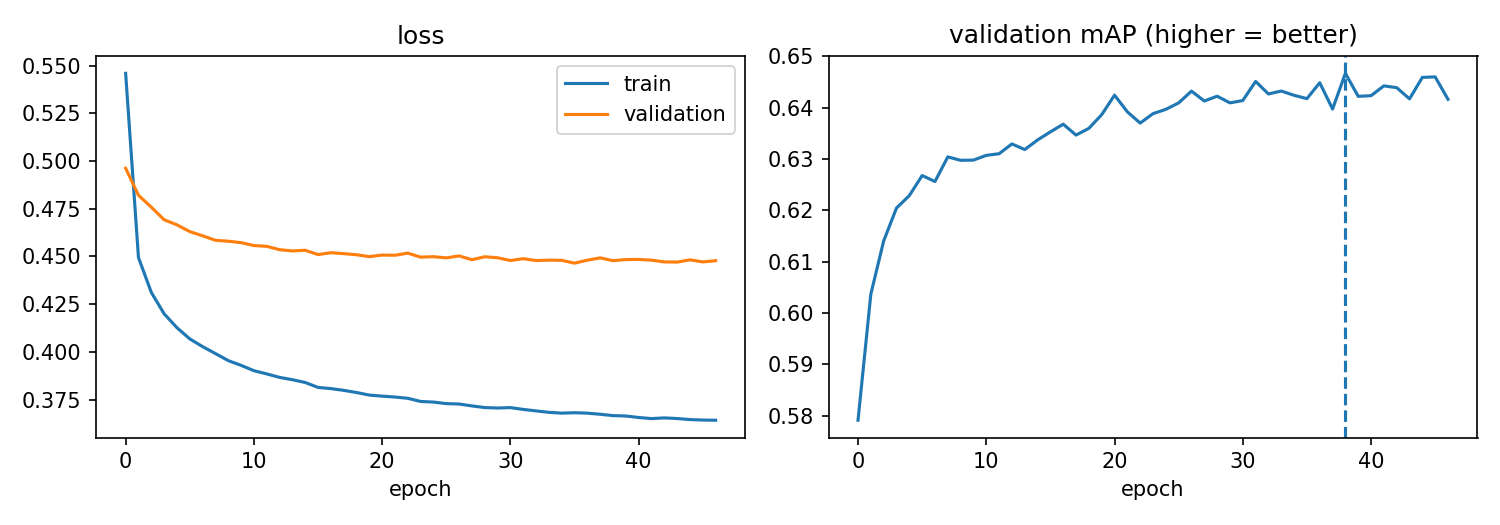 loss
0.550
0.525
0.500
0.475
0.450
0.425
0.400
0.375
train
validation
0 10 20 30 40
epoch
validation mAP (higher = better)
0.65
0.64
0.63
0.62
0.61
0.60
0.59
0.58
0 10 20 30 40
epoch